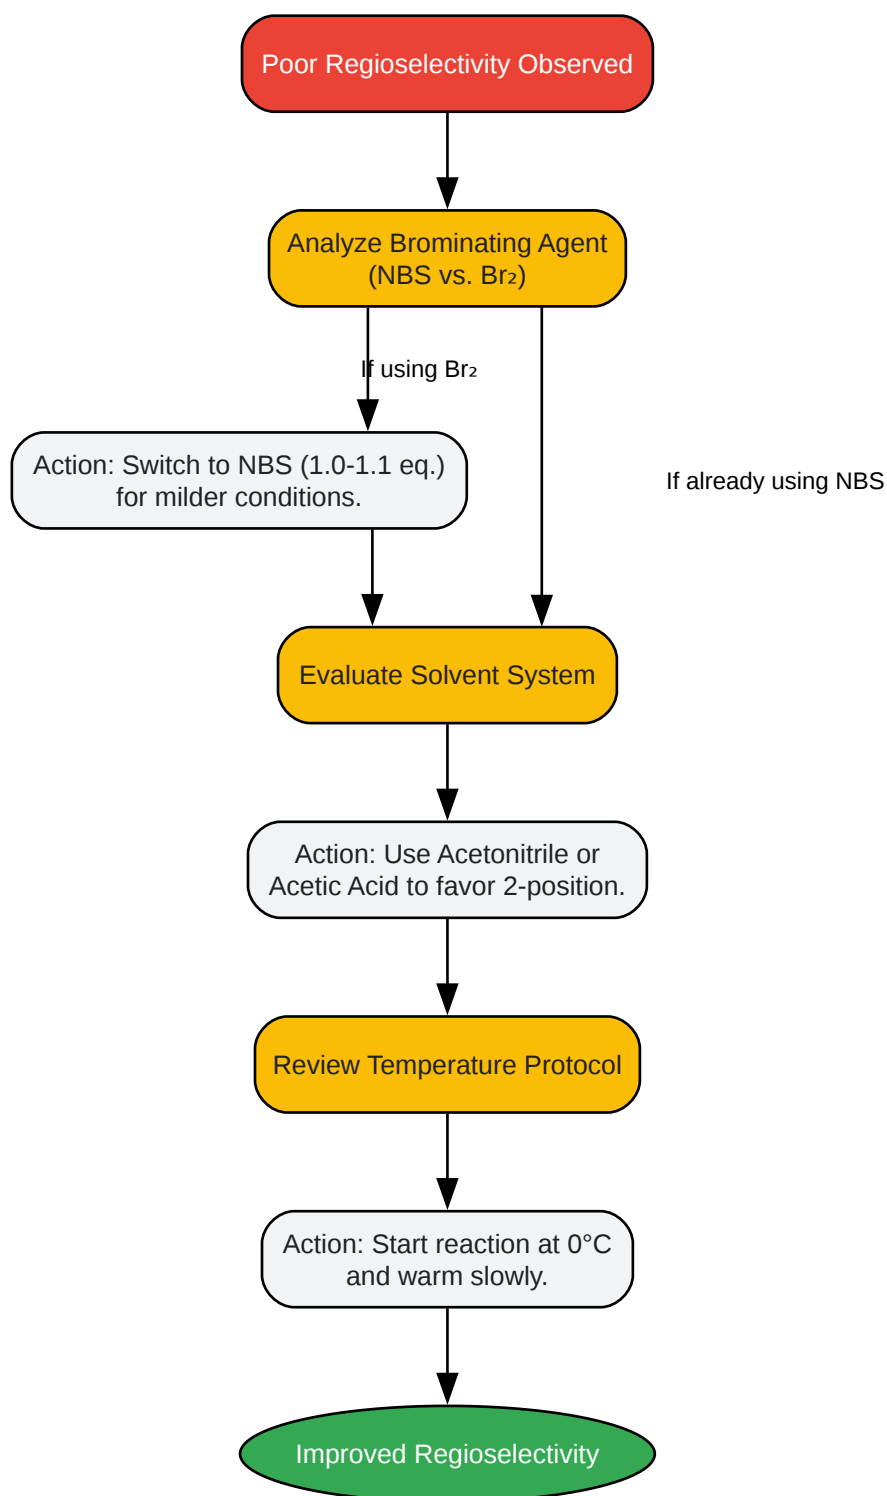 Poor Regioselectivity Observed
Analyze Brominating Agent
(NBS vs. Br₂)
If using Br₂
Action: Switch to NBS (1.0-1.1 eq.)
for milder conditions.
If already using NBS
Evaluate Solvent System
Action: Use Acetonitrile or
Acetic Acid to favor 2-position.
Review Temperature Protocol
Action: Start reaction at 0°C
and warm slowly.
Improved Regioselectivity